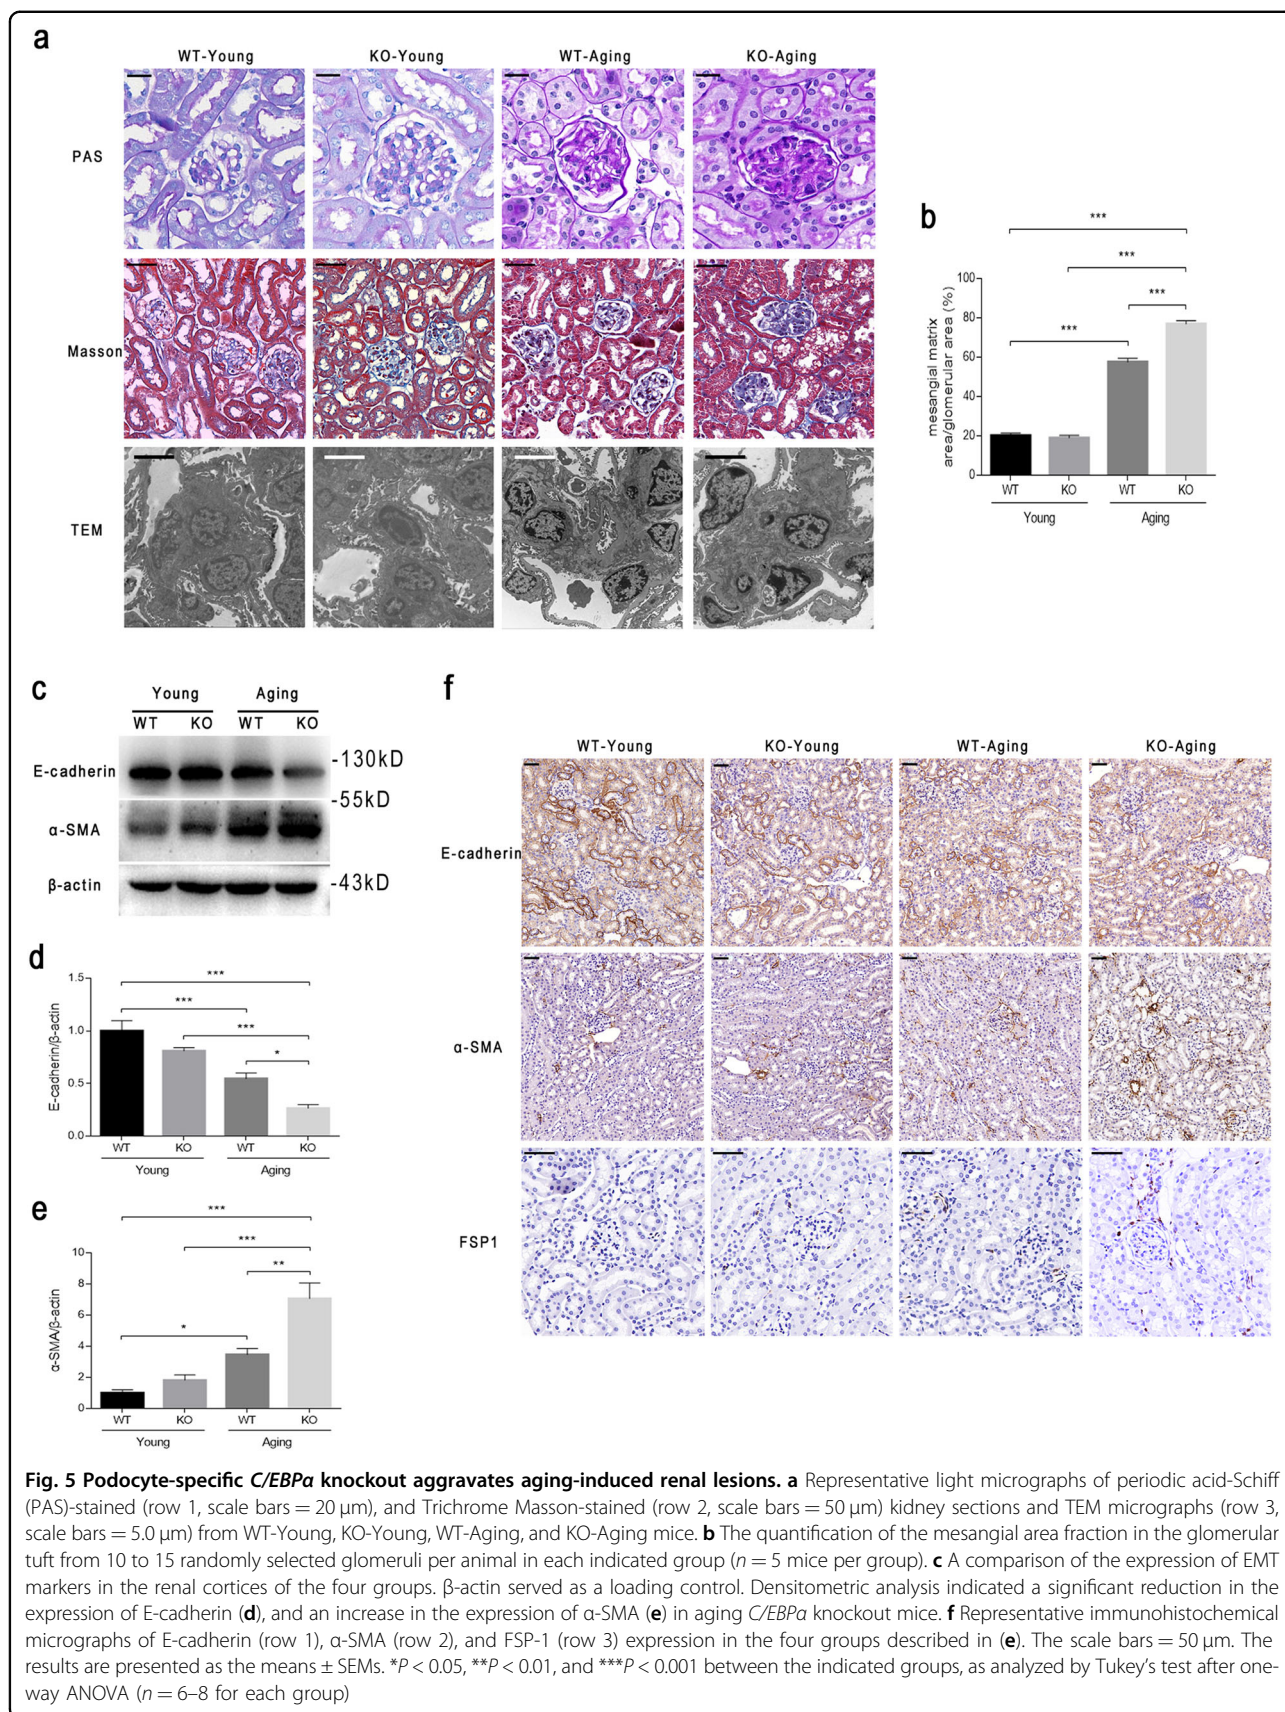 a
WT-Young KO-Young WT-Aging KO-Aging
PAS
Masson
TEM
b
mesangial matrix
area/glomerular area (%)
100
80
60
40
20
0
***
***
***
***
WT KO WT KO
Young Aging
c
Young Aging
WT KO WT KO
E-cadherin
-130kD
-55kD
α-SMA
β-actin
-43kD
d
E-cadherin/β-actin
1.5
1.0
0.5
0.0
***
***
***
*
WT KO WT KO
Young Aging
e
α-SMA/β-actin
10
8
6
4
2
0
***
***
**
*
WT KO WT KO
Young Aging
f
WT-Young KO-Young WT-Aging KO-Aging
E-cadherin
α-SMA
FSP1
Fig. 5 Podocyte-specific C/EBPα knockout aggravates aging-induced renal lesions. a Representative light micrographs of periodic acid-Schiff
(PAS)-stained (row 1, scale bars = 20 µm), and Trichrome Masson-stained (row 2, scale bars = 50 µm) kidney sections and TEM micrographs (row 3,
scale bars = 5.0 µm) from WT-Young, KO-Young, WT-Aging, and KO-Aging mice. b The quantification of the mesangial area fraction in the glomerular
tuft from 10 to 15 randomly selected glomeruli per animal in each indicated group (n = 5 mice per group). c A comparison of the expression of EMT
markers in the renal cortices of the four groups. β-actin served as a loading control. Densitometric analysis indicated a significant reduction in the
expression of E-cadherin (d), and an increase in the expression of α-SMA (e) in aging C/EBPα knockout mice. f Representative immunohistochemical
micrographs of E-cadherin (row 1), α-SMA (row 2), and FSP-1 (row 3) expression in the four groups described in (e). The scale bars = 50 µm. The
results are presented as the means ± SEMs. *P < 0.05, **P < 0.01, and ***P < 0.001 between the indicated groups, as analyzed by Tukey's test after one-
way ANOVA (n = 6–8 for each group)